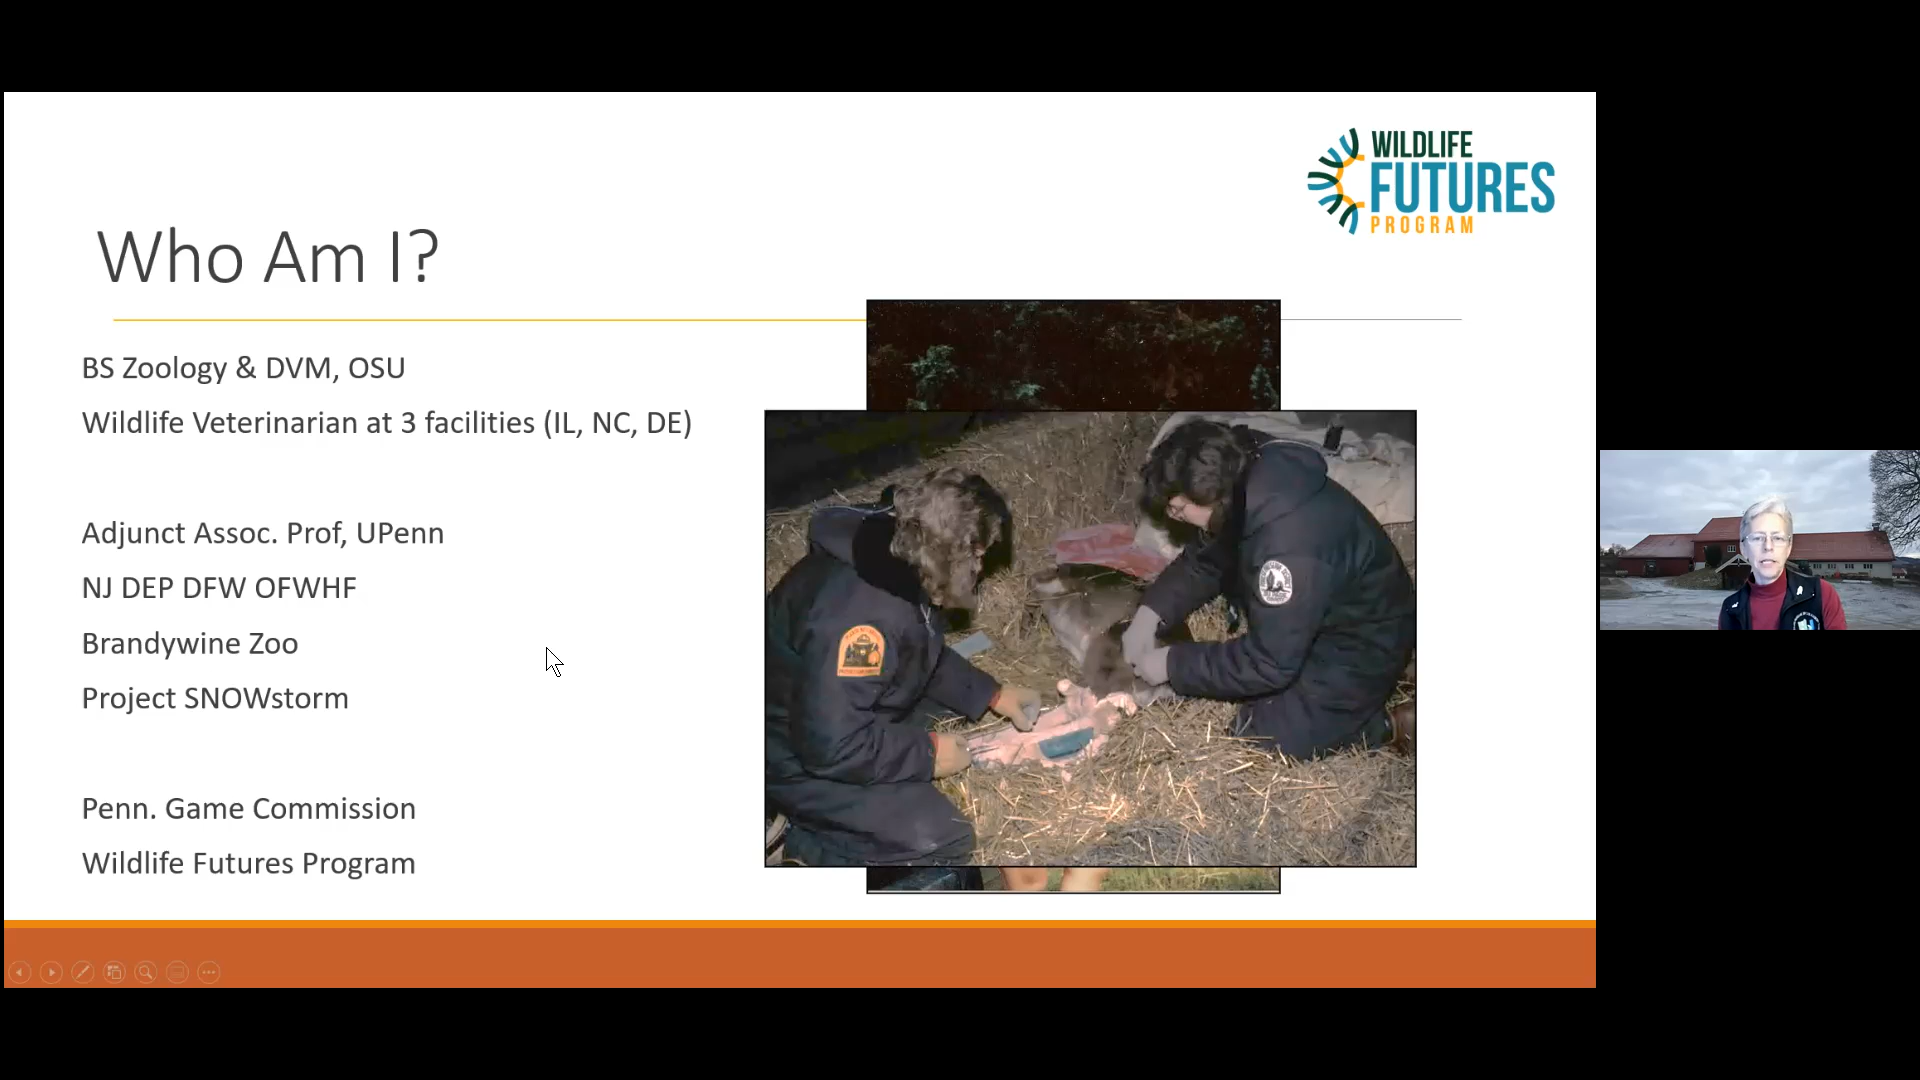 WILDLIFE
FUTURES
PROGRAM
Who Am I?
BS Zoology & DVM, OSU
Wildlife Veterinarian at 3 facilities (IL, NC, DE)
Adjunct Assoc. Prof, UPenn
NJ DEP DFW OFWHF
Brandywine Zoo
Project SNOWstorm
Penn. Game Commission
Wildlife Futures Program